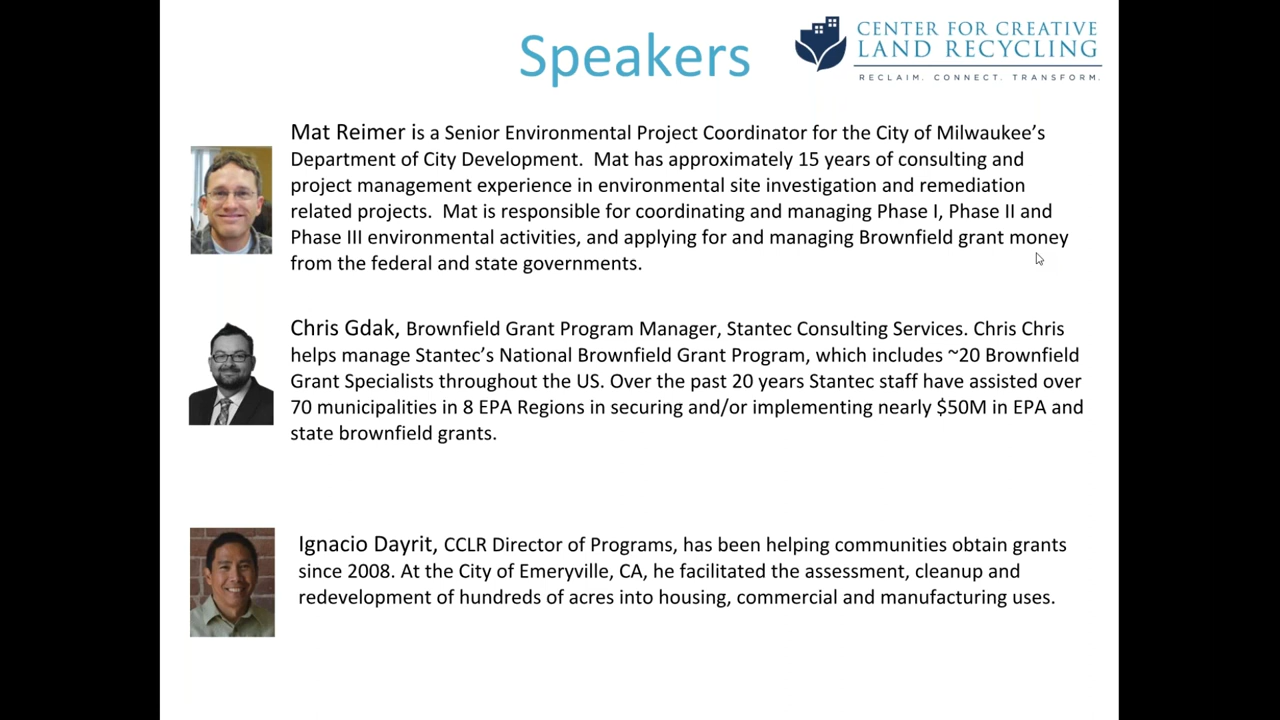 Speakers
CENTER FOR CREATIVE
LAND RECYCLING
RECLAIM. CONNECT. TRANSFORM.
Mat Reimer is a Senior Environmental Project Coordinator for the City of Milwaukee’s
Department of City Development.  Mat has approximately 15 years of consulting and
project management experience in environmental site investigation and remediation
related projects.  Mat is responsible for coordinating and managing Phase I, Phase II and
Phase III environmental activities, and applying for and managing Brownfield grant money
from the federal and state governments.
Chris Gdak, Brownfield Grant Program Manager, Stantec Consulting Services. Chris Chris
helps manage Stantec’s National Brownfield Grant Program, which includes ~20 Brownfield
Grant Specialists throughout the US. Over the past 20 years Stantec staff have assisted over
70 municipalities in 8 EPA Regions in securing and/or implementing nearly $50M in EPA and
state brownfield grants.
Ignacio Dayrit, CCLR Director of Programs, has been helping communities obtain grants
since 2008. At the City of Emeryville, CA, he facilitated the assessment, cleanup and
redevelopment of hundreds of acres into housing, commercial and manufacturing uses.